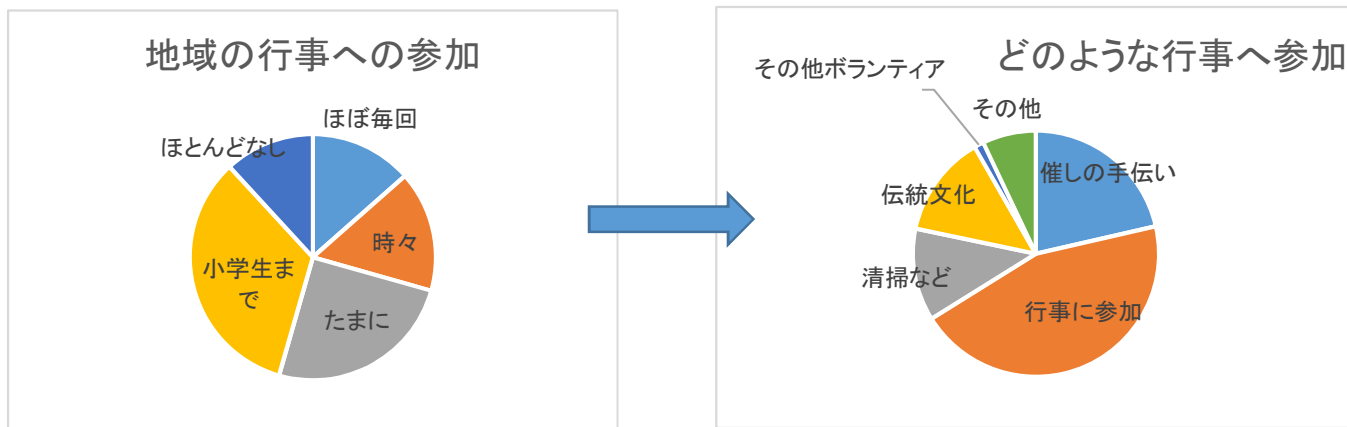 地域の行事への参加
ほぼ毎回
時々
たまに
小学生ま
で
ほとんどなし
どのような行事へ参加
催しの手伝い
行事に参加
清掃など
伝統文化
その他ボランティア
その他